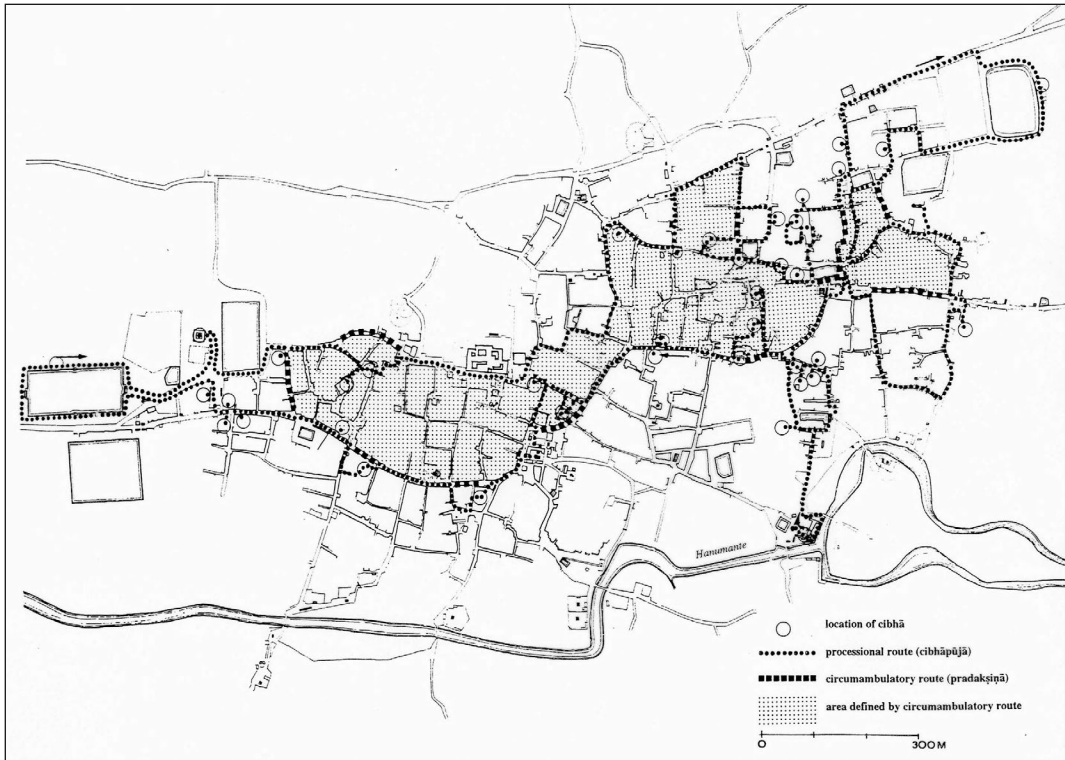 Hanumante
location of cibhā
processional route (cibhāpūjā)
circumambulatory route (pradakṣiṇā)
area defined by circumambulatory route
0 300M